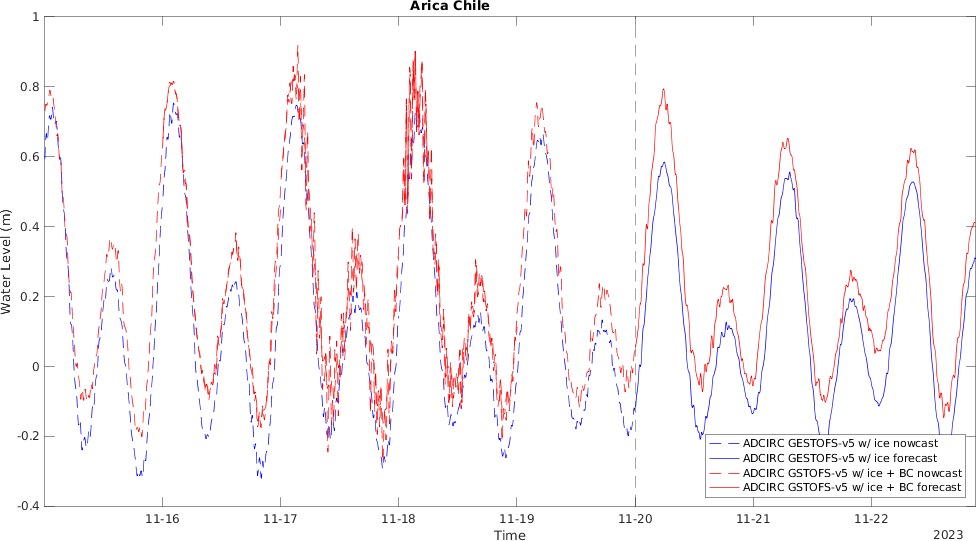 Arica Chile
1
0.8
0.6
0.4
0.2
0
-0.2
-0.4
Water Level (m)
11-16 11-17 11-18 11-19 11-20 11-21 11-22
Time
2023
ADCIRC GESTOFS-v5 w/ ice nowcast
ADCIRC GESTOFS-v5 w/ ice forecast
ADCIRC GSTOFS-v5 w/ ice + BC nowcast
ADCIRC GSTOFS-v5 w/ ice + BC forecast